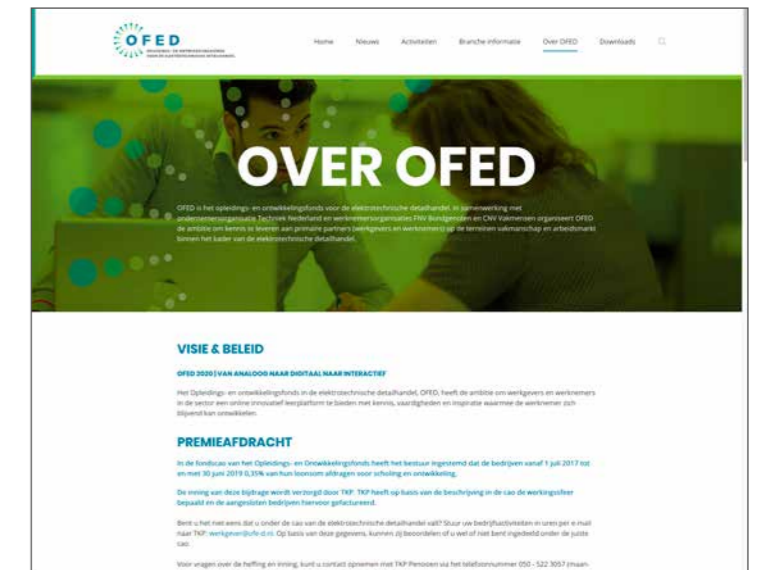 OFED
OPLEIDINGS- EN ONTWIKKELINGSFONDS
VOOR DE ELEKTROTECHNISCHE DETAILHANDEL
Home Nieuws Activiteiten Branche informatie Over OFED Downloads
OVER OFED
OFED is het opleidings- en ontwikkelingsfonds voor de elektrotechnische detailhandel. In samenwerking met
ondernemersorganisatie Techniek Nederland en werknemersorganisaties FNV Bondgenoten en CNV Vakmensen organiseert OFED
de ambitie om kennis te leveren aan primaire partners (werkgevers en werknemers) op de terreinen vakmanschap en arbeidsmarkt
binnen het kader van de elektrotechnische detailhandel.
VISIE & BELEID
OFED 2020 | VAN ANALOOG NAAR DIGITAAL NAAR INTERACTIEF
Het Opleidings- en ontwikkelingsfonds in de elektrotechnische detailhandel, OFED, heeft de ambitie om werkgevers en werknemers
in de sector een online innovatief leerplatform te bieden met kennis, vaardigheden en inspiratie waarmee de werknemer zich
blijvend kan ontwikkelen.
PREMIEAFDRACHT
In de fondscao van het Opleidings- en Ontwikkelingsfonds heeft het bestuur ingestemd dat de bedrijven vanaf 1 juli 2017 tot
en met 30 juni 2019 0,35% van hun loonsom afdragen voor scholing en ontwikkeling.
De inning van deze bijdrage wordt verzorgd door TKP. TKP heeft op basis van de beschrijving in de cao de werkingssfeer
bepaald en de aangesloten bedrijven hiervoor gefactureerd.
Bent u het niet eens dat u onder de cao van de elektrotechnische detailhandel valt? Stuur uw bedrijfsactiviteiten in uren per e-mail
naar TKP: werkgever@ofe-d.nl. Op basis van deze gegevens, kunnen zij beoordelen of u wel of niet bent ingedeeld onder de juiste
cao.
Voor vragen over de heffing en inning, kunt u contact opnemen met TKP Pensioen via het telefoonnummer 050 - 522 3057 (maan-